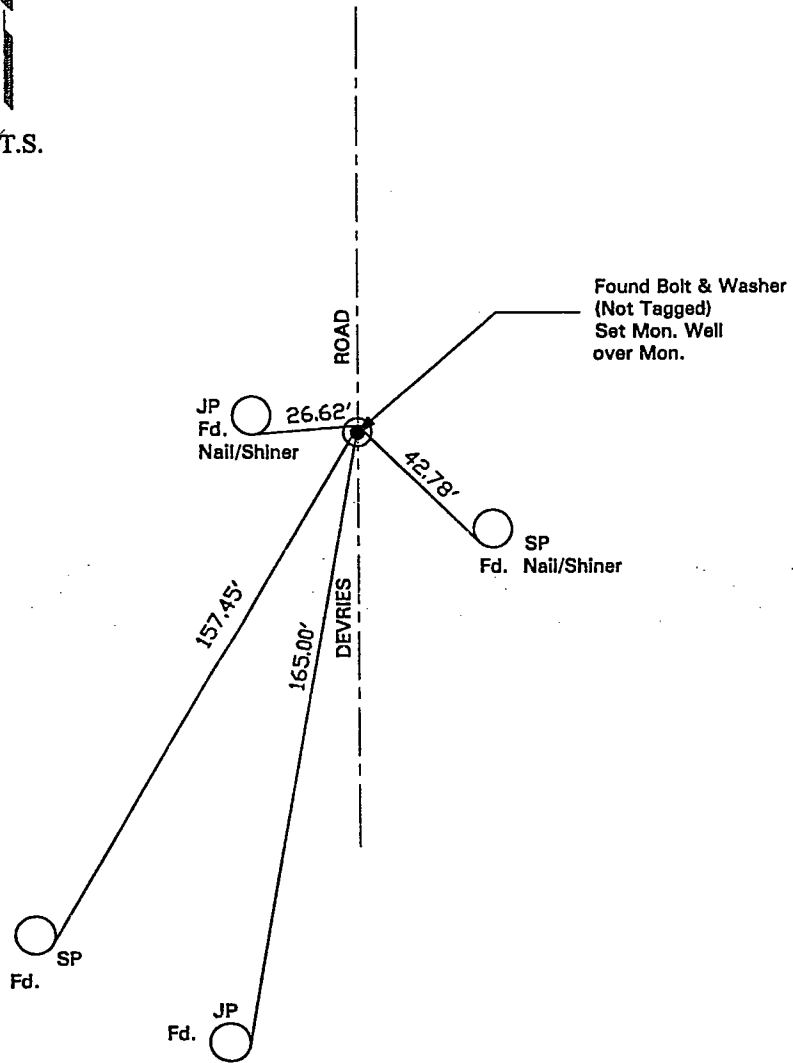 T.S.
ROAD
Found Bolt & Washer
(Not Tagged)
Set Mon. Well
over Mon.
JP
Fd.
Nail/Shiner
26.62'
42.78'
SP
Fd. Nail/Shiner
157.45'
165.00'
DEVRIES
SP
Fd.
JP
Fd.